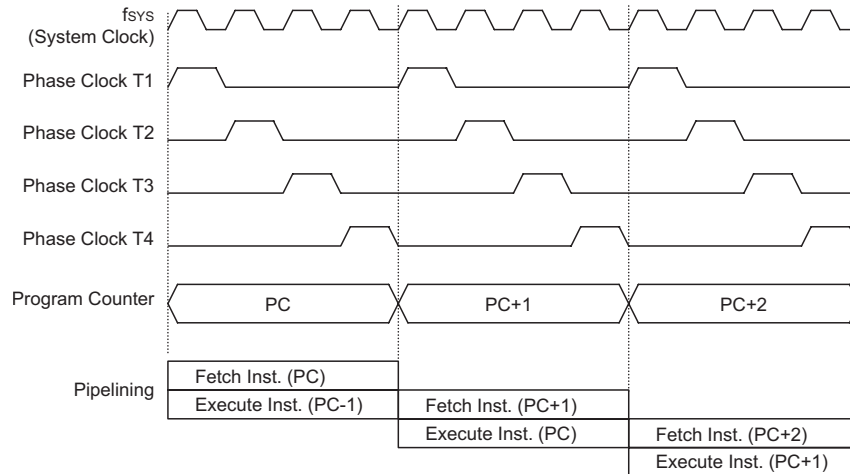 fSYS
(System Clock)
Phase Clock T1
Phase Clock T2
Phase Clock T3
Phase Clock T4
Program Counter
PC
PC+1
PC+2
Pipelining
Fetch Inst. (PC)
Execute Inst. (PC-1)
Fetch Inst. (PC+1)
Execute Inst. (PC)
Fetch Inst. (PC+2)
Execute Inst. (PC+1)